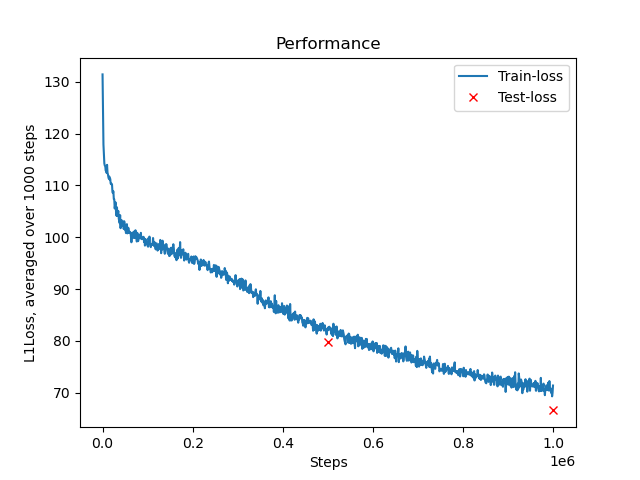 Performance
L1Loss, averaged over 1000 steps
130
120
110
100
90
80
70
Train-loss
Test-loss
0.0 0.2 0.4 0.6 0.8 1.0
1e6
Steps